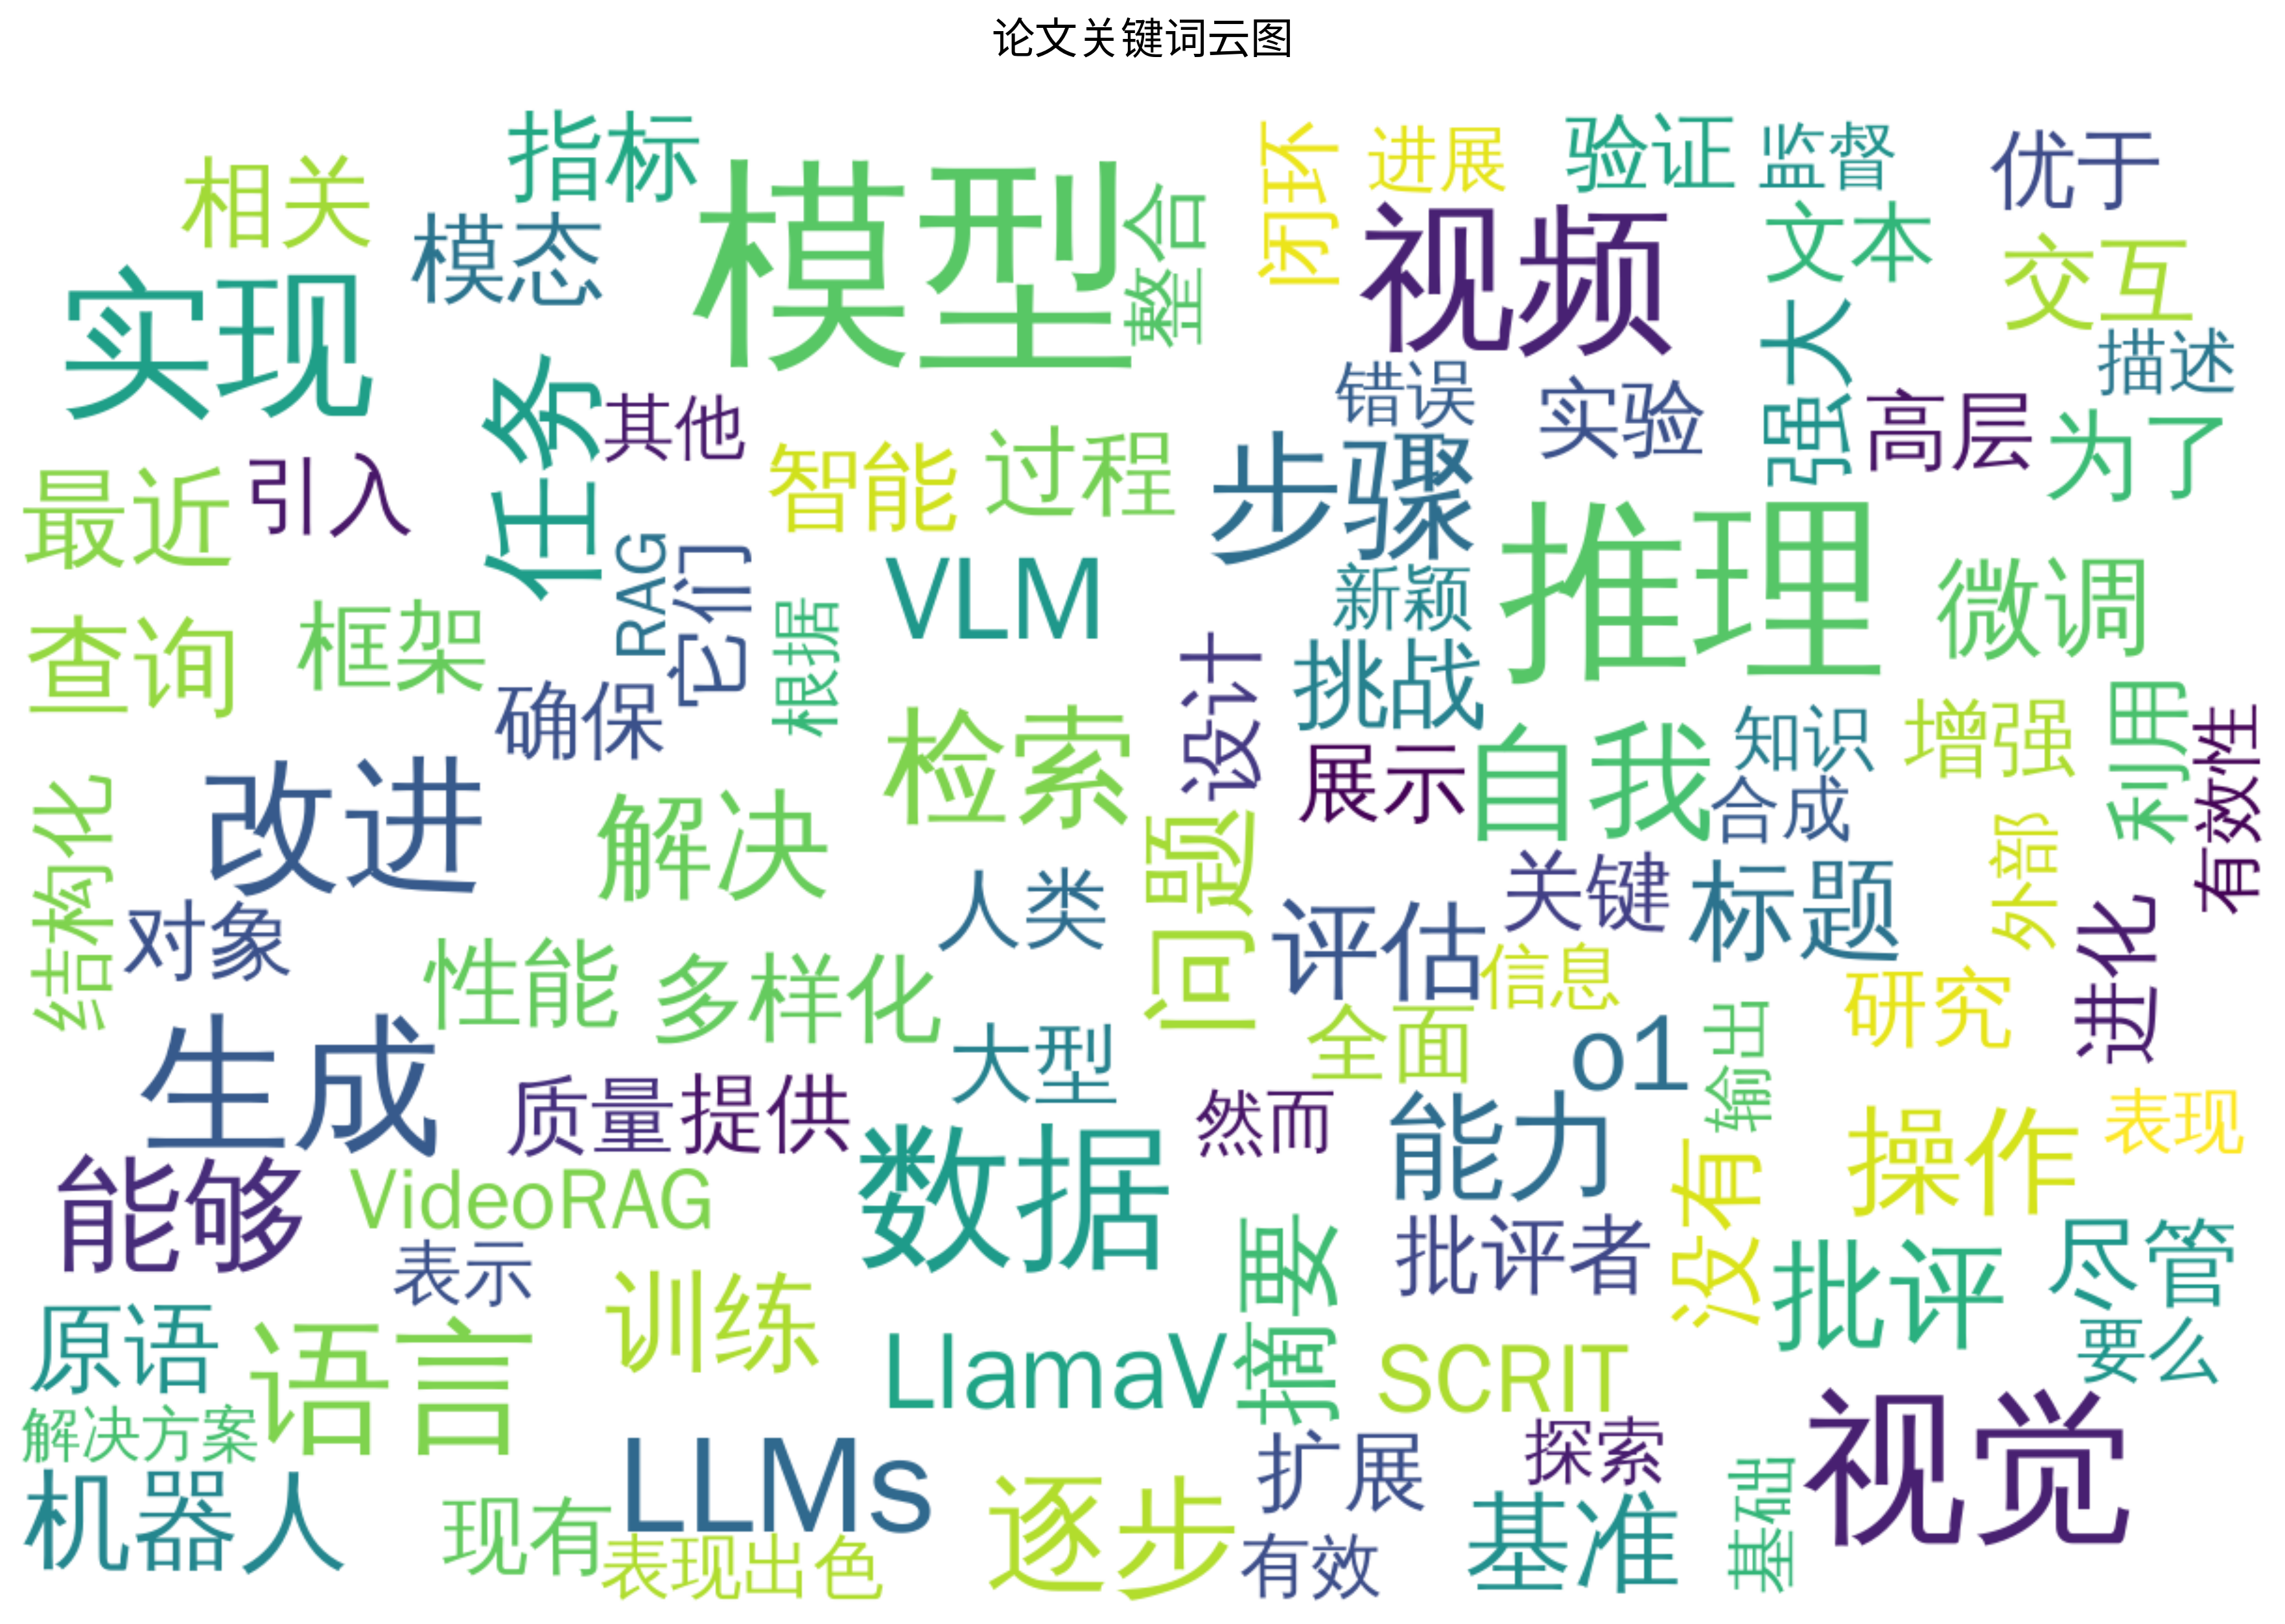 论文关键词云图
指标
相关
模态
模型
整合
闭环
进展
验证
监督
优于
视频
文本
交互
实现
任务
其他
错误
实验
强大
描述
高层
为了
最近
引入
智能
过程
步骤
推理
RAG
它们
VLM
新颖
微调
查询
框架
根据
确保
检索
设计
挑战
展示
自我
知识
合成
增强
利用
有效性
结构化
改进
解决
问题
人类
关键
标题
外部
进化
对象
性能
多样化
评估
信息
研究
全面
大型
o1
输出
生成
质量
提供
数据
然而
能力
操作
表现
能够
VideoRAG
表示
批评者
没有
批评
尽管
要么
原语
语言
训练
LlamaV
摘要
SCRIT
解决方案
机器人
现有
LLMs
表现出色
逐步
扩展
有效
探索
基准
基础
视觉